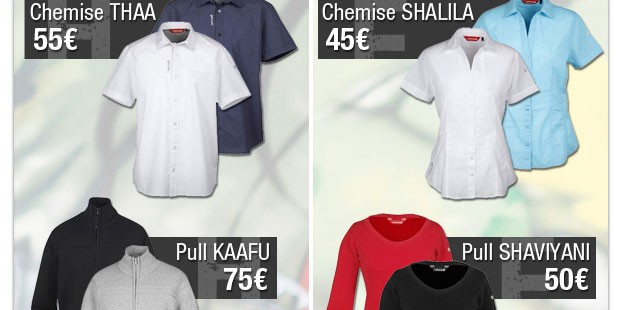 Chemise THAA
55€
Chemise SHALILA
45€
Pull KAAFU
75€
Pull SHAVIYANI
50€